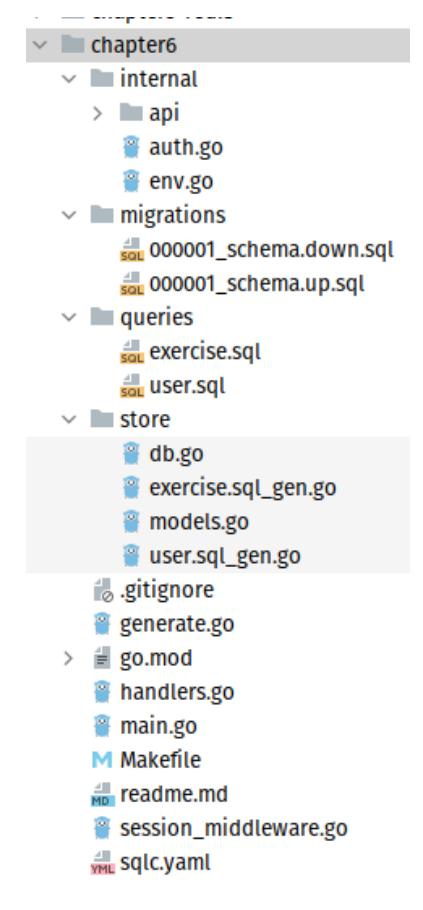 chapter6
internal
api
auth.go
env.go
migrations
SQL 000001_schema.down.sql
SQL 000001_schema.up.sql
queries
SQL exercise.sql
SQL user.sql
store
db.go
exercise.sql_gen.go
models.go
user.sql_gen.go
.gitignore
generate.go
go.mod
handlers.go
main.go
M Makefile
MD readme.md
session_middleware.go
YML sqlc.yaml